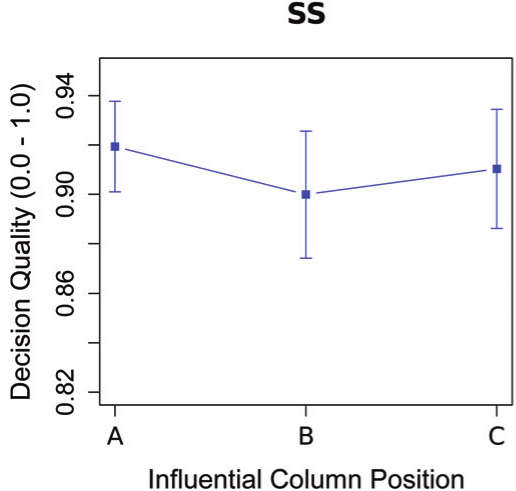 SS
Decision Quality (0.0 - 1.0)
0.94
0.90
0.86
0.82
A B C
Influential Column Position